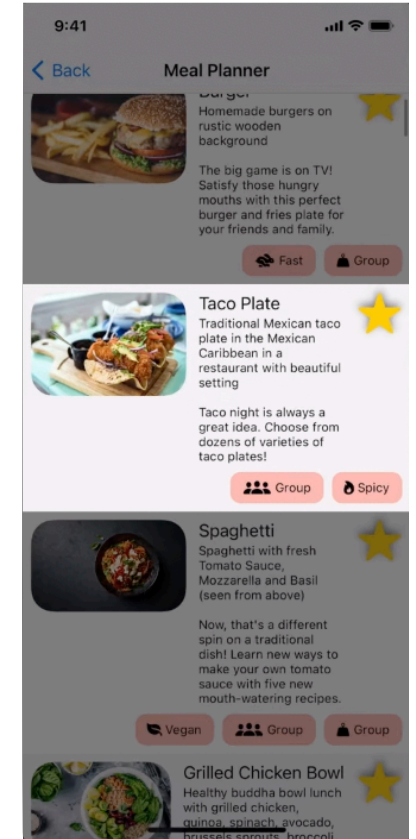 9:41
Back
Meal Planner
Burger
Homemade burgers on
rustic wooden
background
The big game is on TV!
Satisfy those hungry
mouths with this perfect
burger and fries plate for
your friends and family.
Fast
Group
Taco Plate
Traditional Mexican taco
plate in the Mexican
Caribbean in a
restaurant with beautiful
setting
Taco night is always a
great idea. Choose from
dozens of varieties of
taco plates!
Group
Spicy
Spaghetti
Spaghetti with fresh
Tomato Sauce,
Mozzarella and Basil
(seen from above)
Now, that's a different
spin on a traditional
dish! Learn new ways to
make your own tomato
sauce with five new
mouth-watering recipes.
Vegan
Group
Group
Grilled Chicken Bowl
Healthy buddha bowl lunch
with grilled chicken,
quinoa, spinach, avocado,
brussels sprouts, broccoli